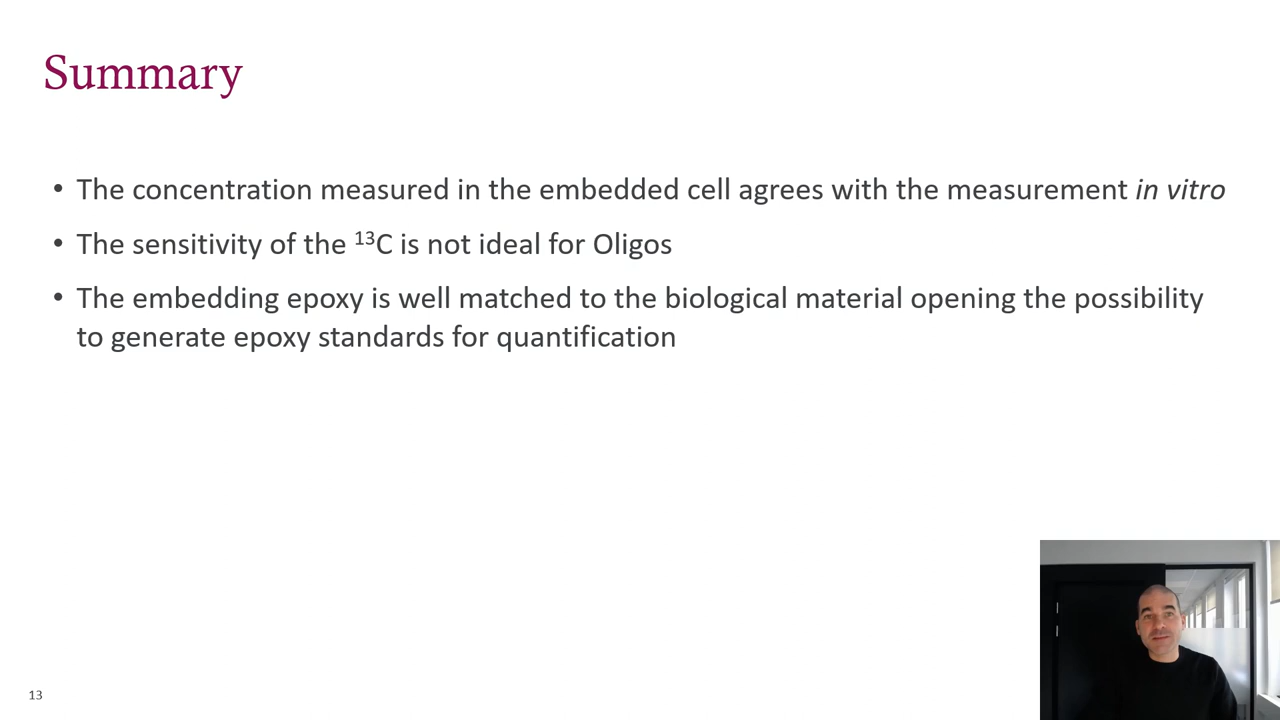 Summary
• The concentration measured in the embedded cell agrees with the measurement in vitro
• The sensitivity of the ¹³C is not ideal for Oligos
• The embedding epoxy is well matched to the biological material opening the possibility
to generate epoxy standards for quantification
13